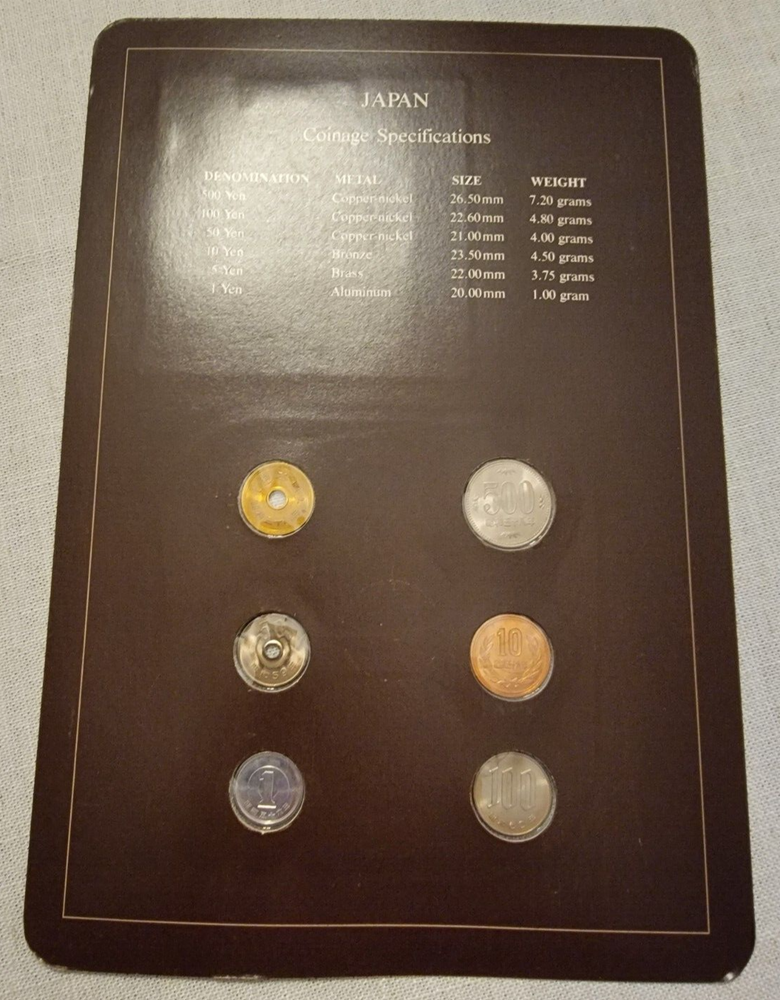 JAPAN
Coinage Specifications
DENOMINATION METAL SIZE WEIGHT
500 Yen Copper-nickel 26.50mm 7.20 grams
100 Yen Copper-nickel 22.60mm 4.80 grams
50 Yen Copper-nickel 21.00mm 4.00 grams
10 Yen Bronze 23.50mm 4.50 grams
5 Yen Brass 22.00mm 3.75 grams
1 Yen Aluminum 20.00mm 1.00 gram
500
10
1
100